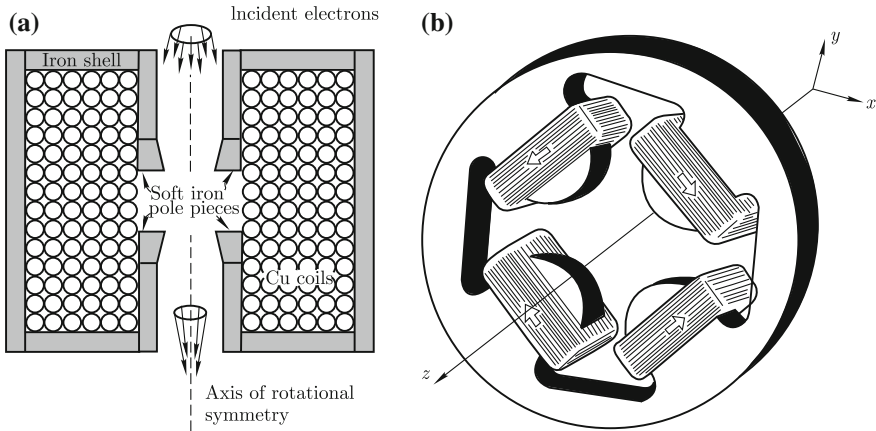 (a)
Incident electrons
Iron shell
Soft iron
pole pieces
Cu coils
Axis of rotational
symmetry
(b)
y
x
z